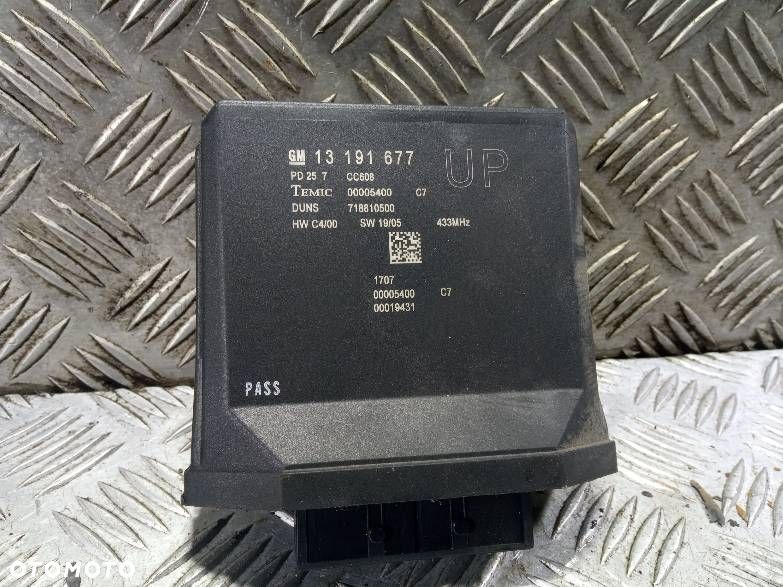 GM 13 191 677 UP
PD 25 7 CC608
TEMIC 00005400 C7
DUNS 718810500
HW C4/00 SW 19/05 433MHz
1707
00005400 C7
00019431
PASS
OTOMOTO